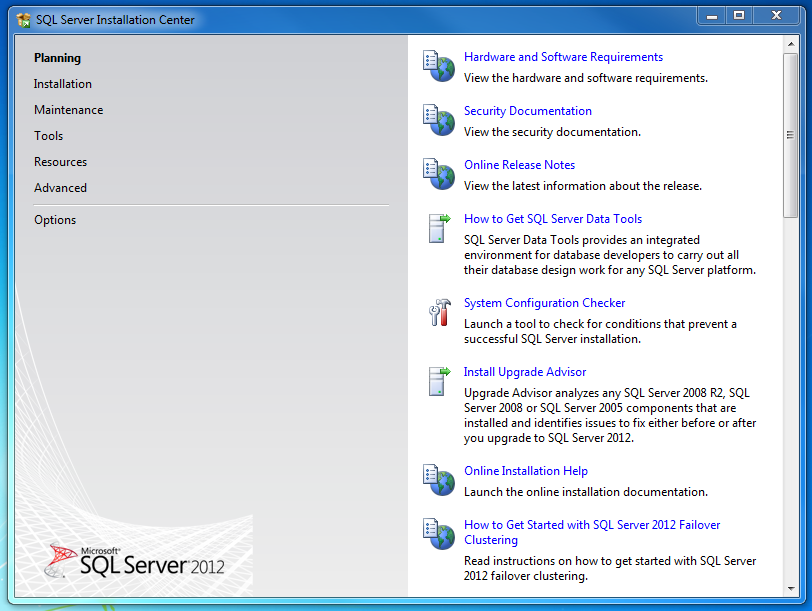 SQL Server Installation Center
Planning
Installation
Maintenance
Tools
Resources
Advanced
Options
Microsoft®
SQL Server® 2012
Hardware and Software Requirements
View the hardware and software requirements.
Security Documentation
View the security documentation.
Online Release Notes
View the latest information about the release.
How to Get SQL Server Data Tools
SQL Server Data Tools provides an integrated
environment for database developers to carry out all
their database design work for any SQL Server platform.
System Configuration Checker
Launch a tool to check for conditions that prevent a
successful SQL Server installation.
Install Upgrade Advisor
Upgrade Advisor analyzes any SQL Server 2008 R2, SQL
Server 2008 or SQL Server 2005 components that are
installed and identifies issues to fix either before or after
you upgrade to SQL Server 2012.
Online Installation Help
Launch the online installation documentation.
How to Get Started with SQL Server 2012 Failover
Clustering
Read instructions on how to get started with SQL Server
2012 failover clustering.